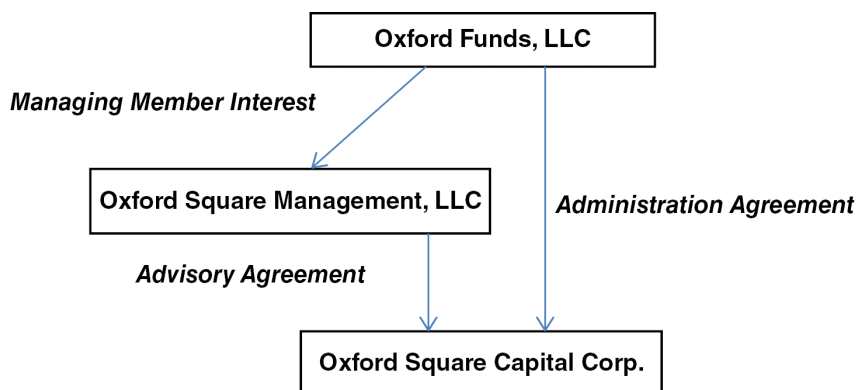 Oxford Funds, LLC
Managing Member Interest
Oxford Square Management, LLC
Administration Agreement
Advisory Agreement
Oxford Square Capital Corp.